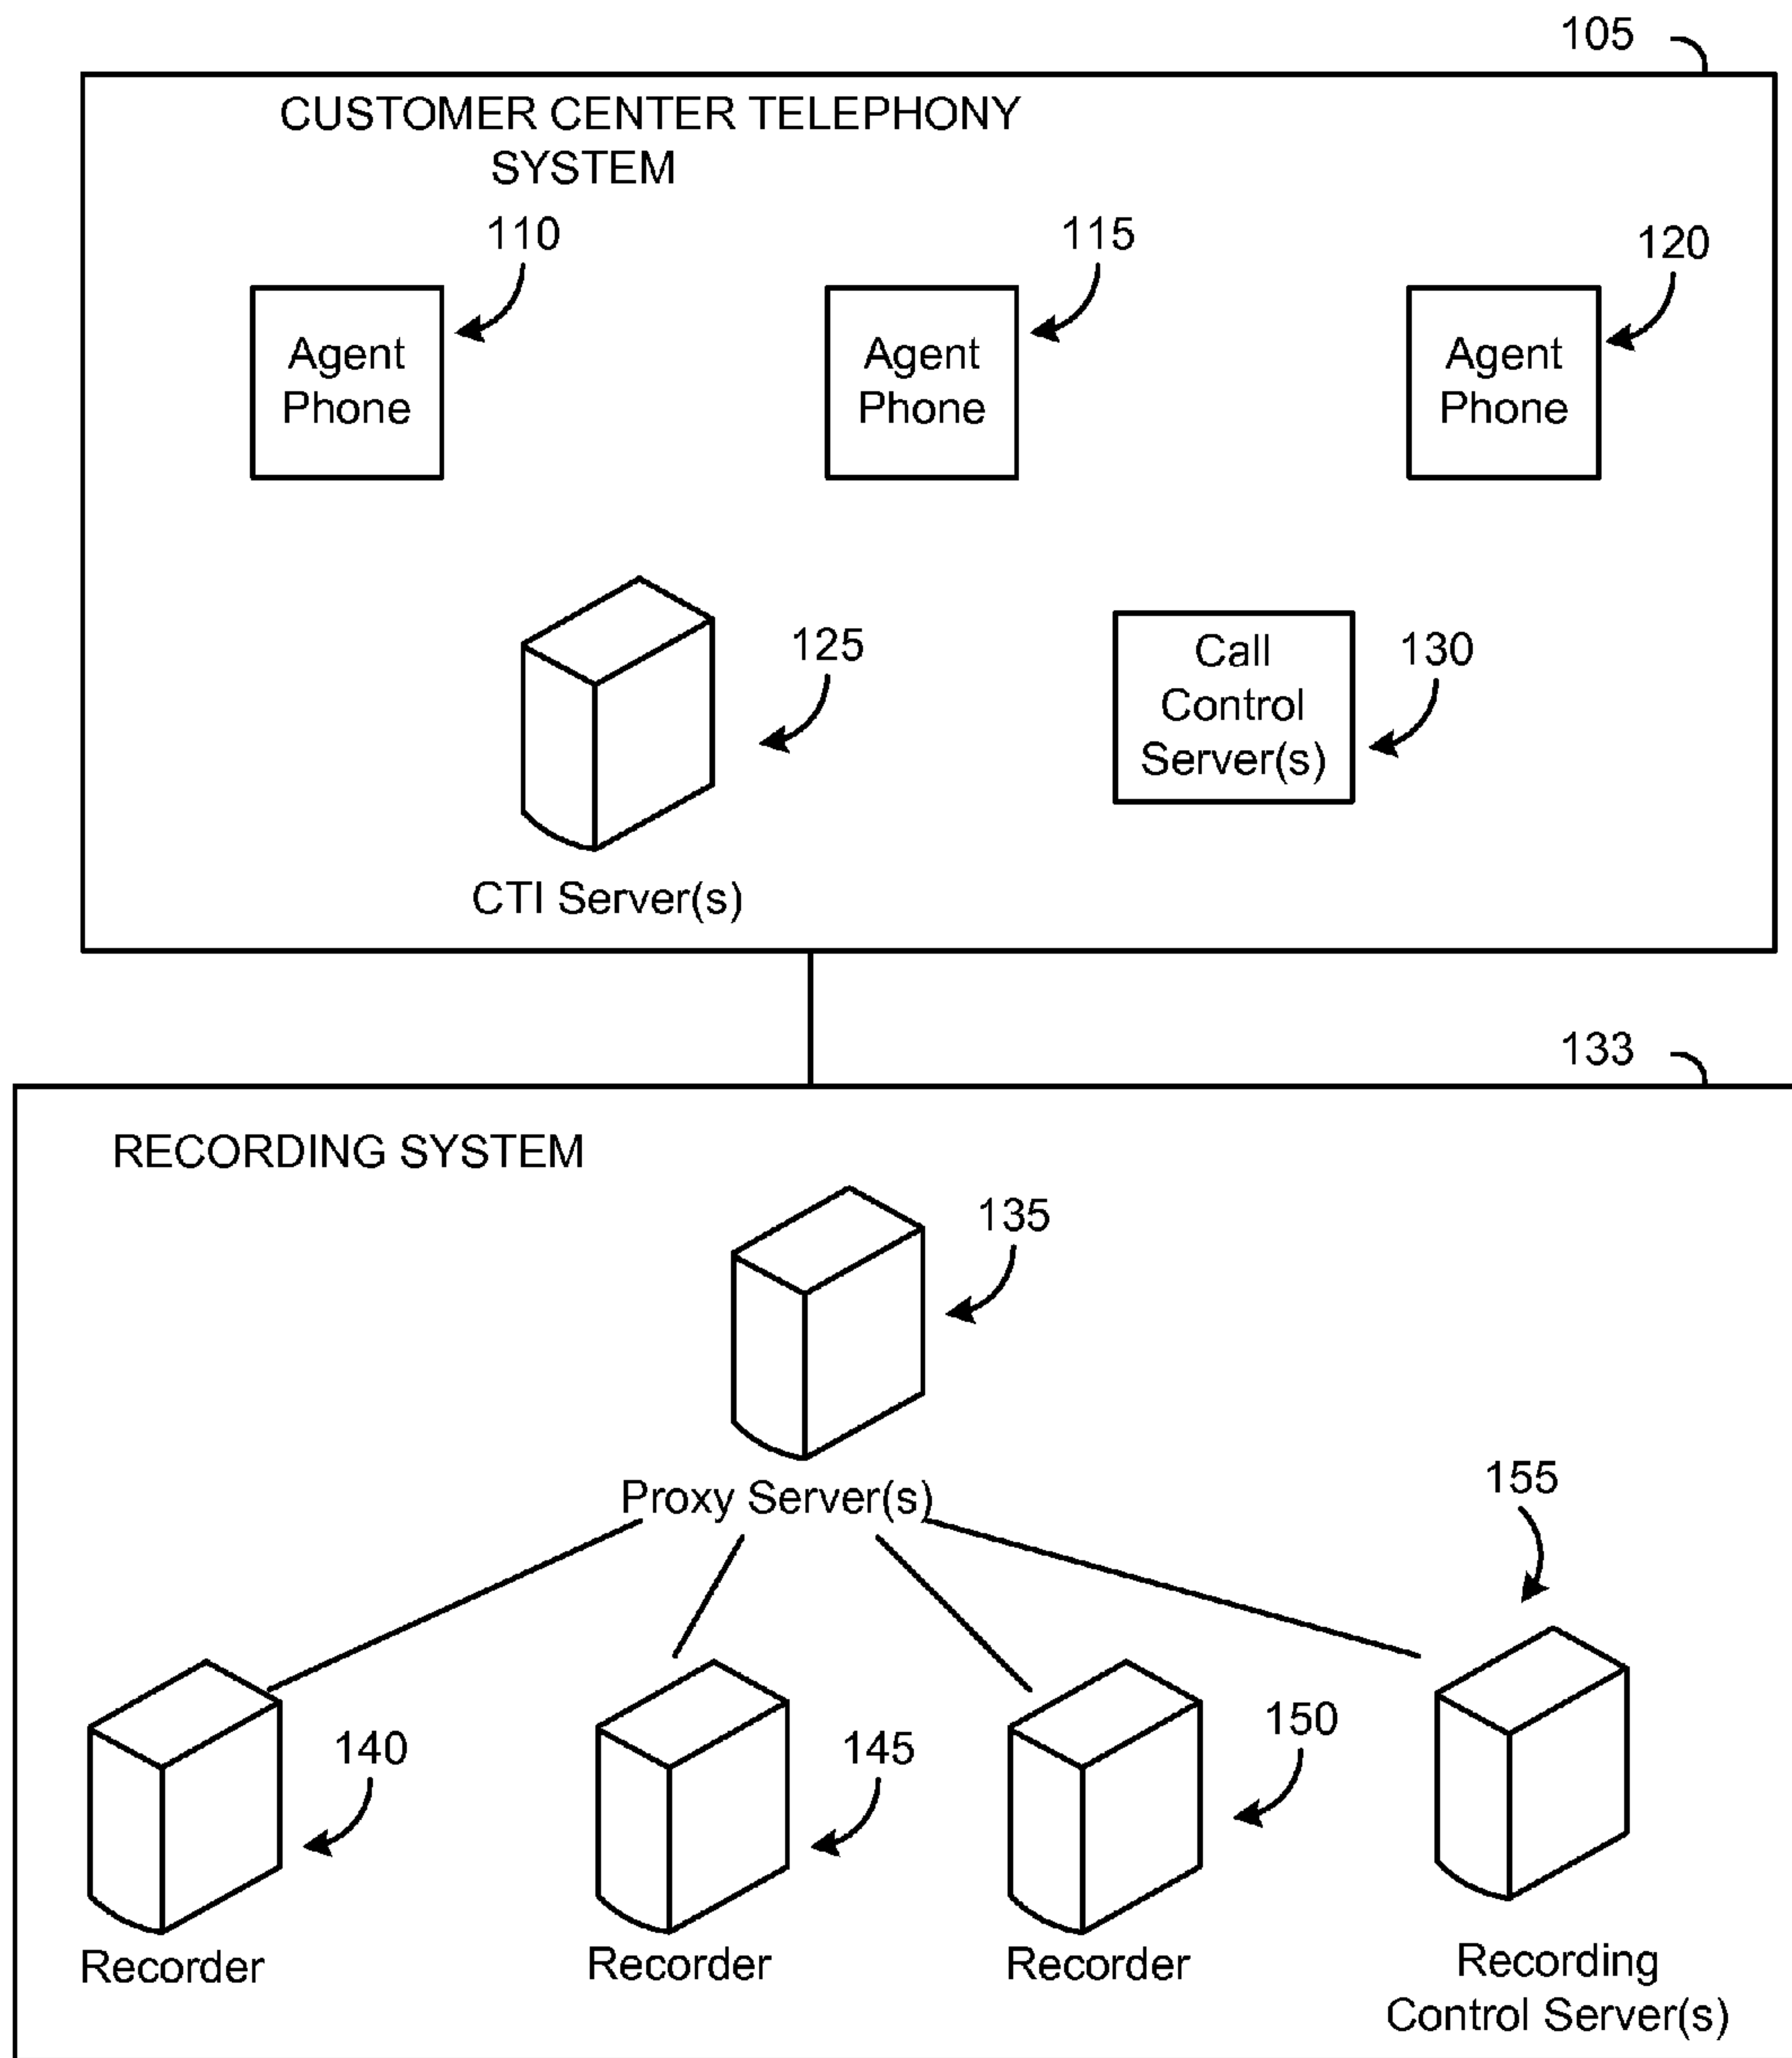 105
CUSTOMER CENTER TELEPHONY
SYSTEM
110
115
120
Agent
Phone
Agent
Phone
Agent
Phone
125
Call
Control
Server(s)
130
CTI Server(s)
133
RECORDING SYSTEM
135
Proxy Server(s)
155
140
145
150
Recorder
Recorder
Recorder
Recording
Control Server(s)